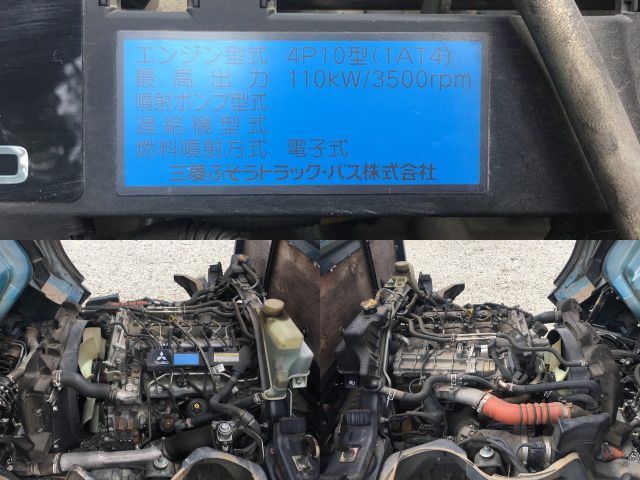 エンジン型式 4P10型(1AT4)
最高出力 110kW/3500rpm
噴射ポンプ型式
過給機型式
燃料噴射方式 電子式
三菱ふそうトラック・バス株式会社
FUSO